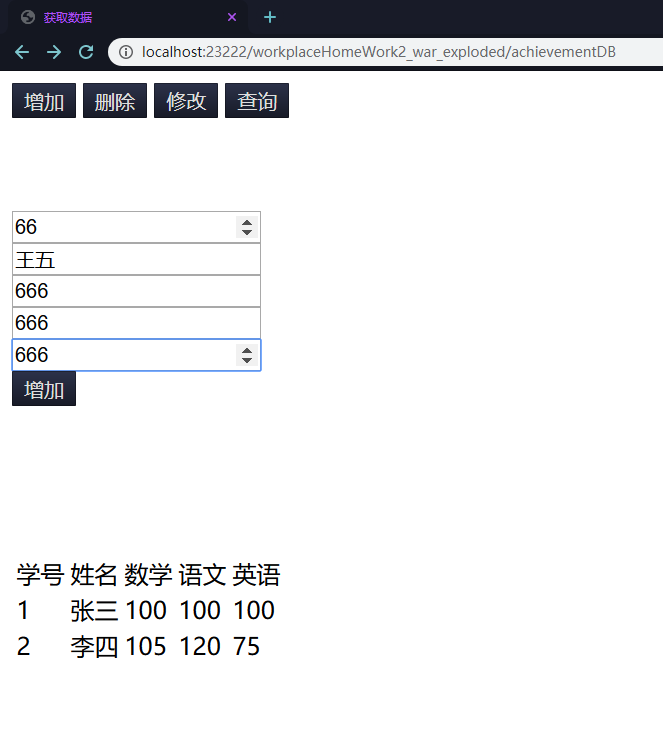 获取数据
localhost:23222/workplaceHomeWork2_war_exploded/achievementDB
增加 删除 修改 查询
66
王五
666
666
666
增加
学号 姓名 数学 语文 英语
1 张三 100 100 100
2 李四 105 120 75